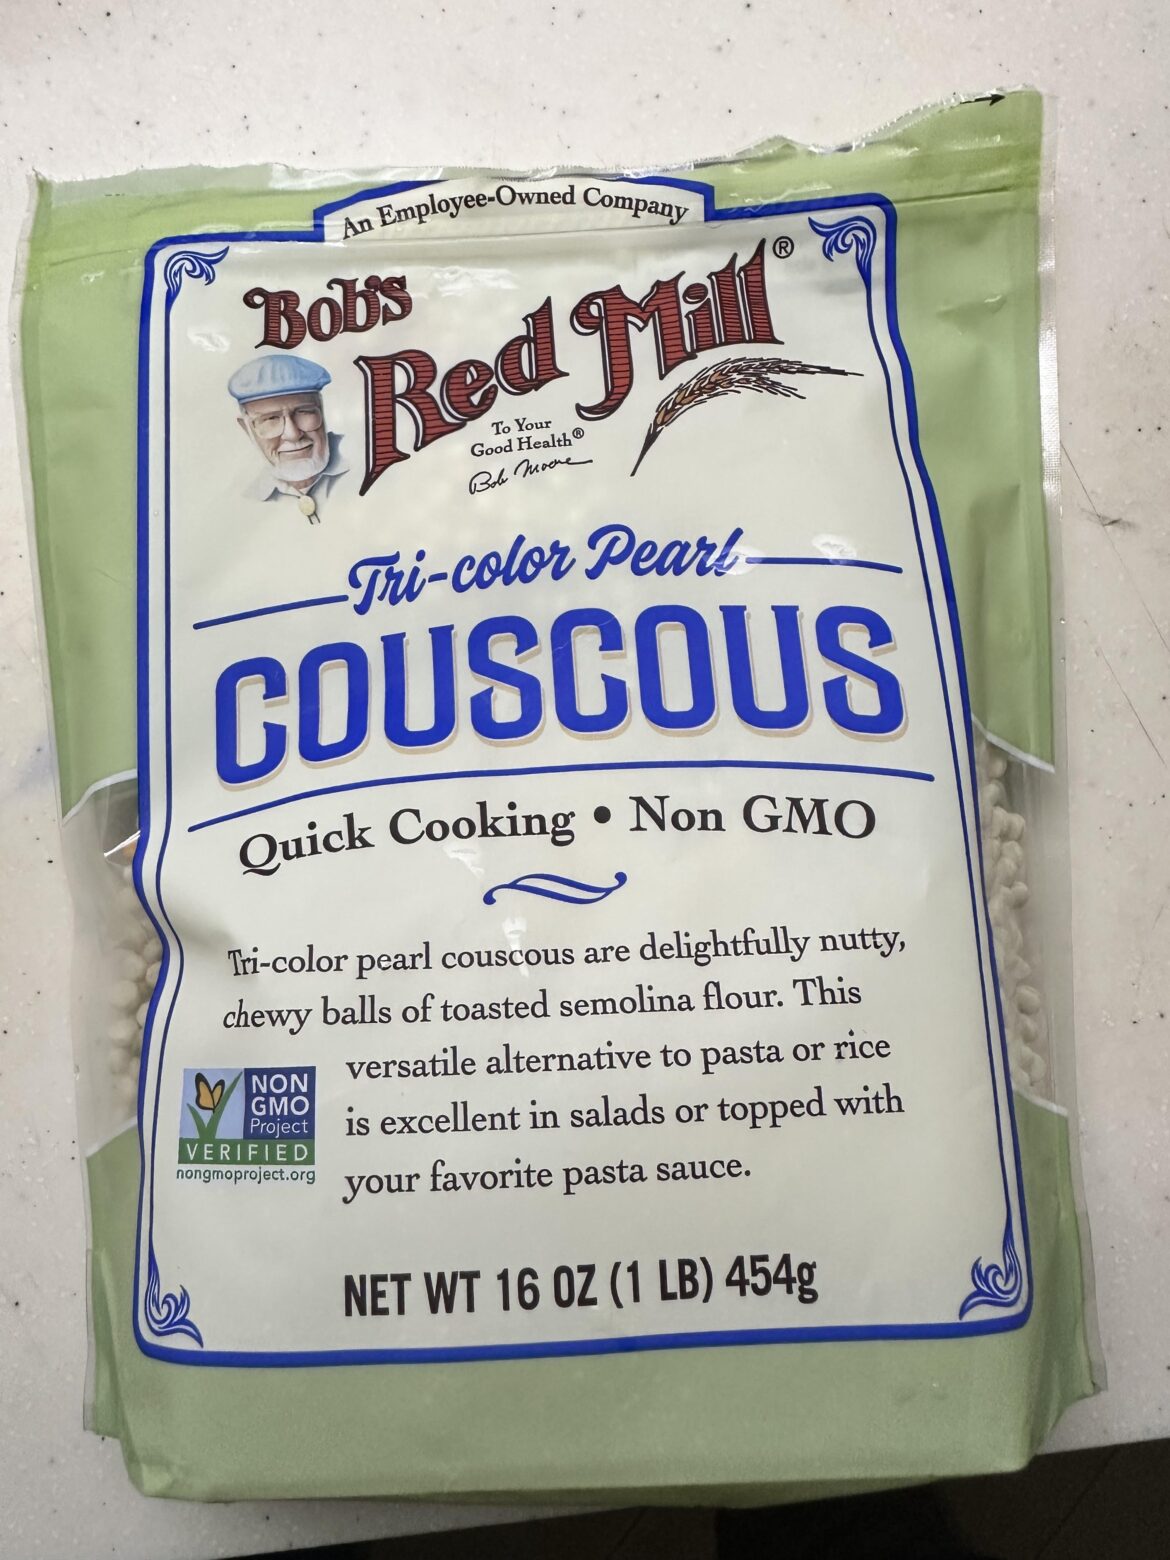 An Employee-Owned Company
Bob's
Red Mill®
To Your
Good Health®
Bob Moore
Tri-color Pearl
COUSCOUS
Quick Cooking • Non GMO
Tri-color pearl couscous are delightfully nutty,
chewy balls of toasted semolina flour. This
versatile alternative to pasta or rice
is excellent in salads or topped with
your favorite pasta sauce.
NON
GMO
Project
VERIFIED
nongmoproject.org
NET WT 16 OZ (1 LB) 454g